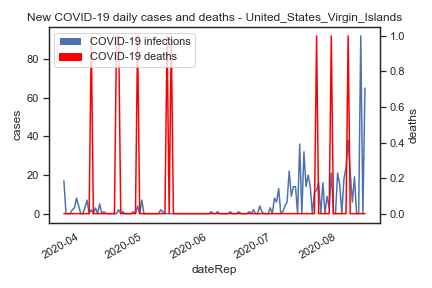 New COVID-19 daily cases and deaths - United_States_Virgin_Islands
COVID-19 infections
COVID-19 deaths
cases
80
60
40
20
0
1.0
0.8
0.6
0.4
0.2
0.0
deaths
2020-04
2020-05
2020-06
2020-07
2020-08
dateRep